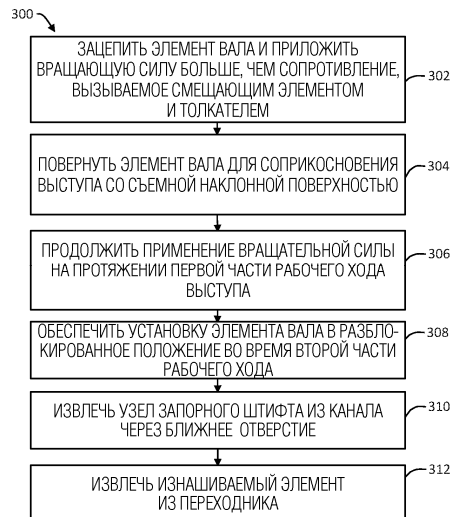 300
ЗАЦЕПИТЬ ЭЛЕМЕНТ ВАЛА И ПРИЛОЖИТЬ
ВРАЩАЮЩУЮ СИЛУ БОЛЬШЕ, ЧЕМ СОПРОТИВЛЕНИЕ,
ВЫЗЫВАЕМОЕ СМЕЩАЮЩИМ ЭЛЕМЕНТОМ
И ТОЛКАТЕЛЕМ
302
ПОВЕРНУТЬ ЭЛЕМЕНТ ВАЛА ДЛЯ СОПРИКОСНОВЕНИЯ
ВЫСТУПА СО СЪЕМНОЙ НАКЛОННОЙ ПОВЕРХНОСТЬЮ
304
ПРОДОЛЖИТЬ ПРИМЕНЕНИЕ ВРАЩАТЕЛЬНОЙ СИЛЫ
НА ПРОТЯЖЕНИИ ПЕРВОЙ ЧАСТИ РАБОЧЕГО ХОДА
ВЫСТУПА
306
ОБЕСПЕЧИТЬ УСТАНОВКУ ЭЛЕМЕНТА ВАЛА В РАЗБЛО-
КИРОВАННОЕ ПОЛОЖЕНИЕ ВО ВРЕМЯ ВТОРОЙ ЧАСТИ
РАБОЧЕГО ХОДА
308
ИЗВЛЕЧЬ УЗЕЛ ЗАПОРНОГО ШТИФТА ИЗ КАНАЛА
ЧЕРЕЗ БЛИЖНЕЕ ОТВЕРСТИЕ
310
ИЗВЛЕЧЬ ИЗНАШИВАЕМЫЙ ЭЛЕМЕНТ
ИЗ ПЕРЕХОДНИКА
312